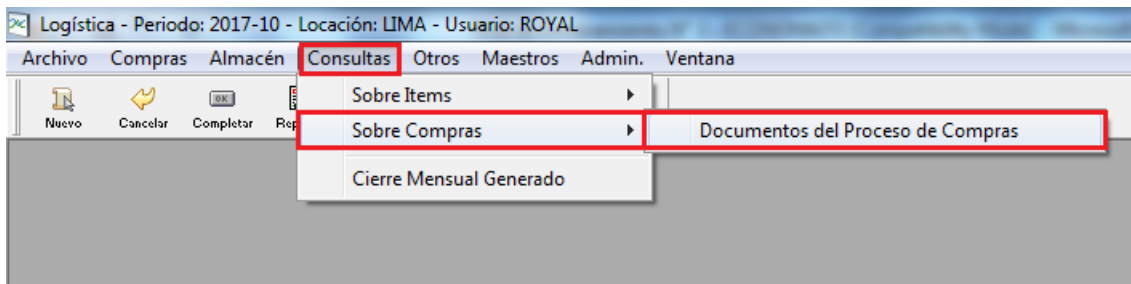 Logística - Periodo: 2017-10 - Locación: LIMA - Usuario: ROYAL
Archivo Compras Almacén Consultas Otros Maestros Admin. Ventana
Nuevo Cancelar Completar
OK
Sobre Items
Sobre Compras
Documentos del Proceso de Compras
Cierre Mensual Generado